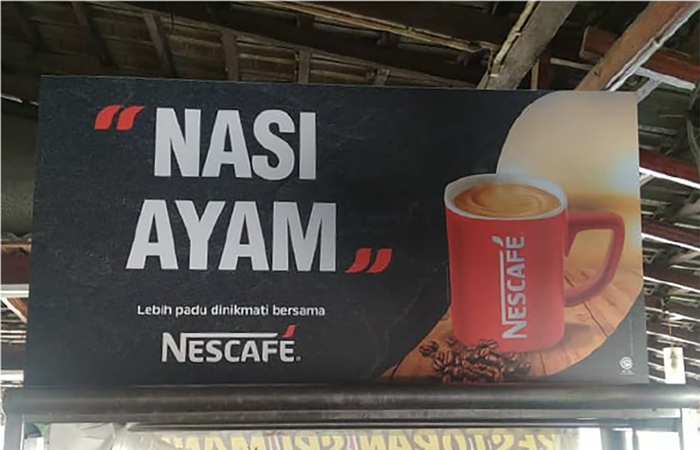 “ NASI
AYAM ”
Lebih padu dinikmati bersama
NESCAFÉ®
NESCAFÉ